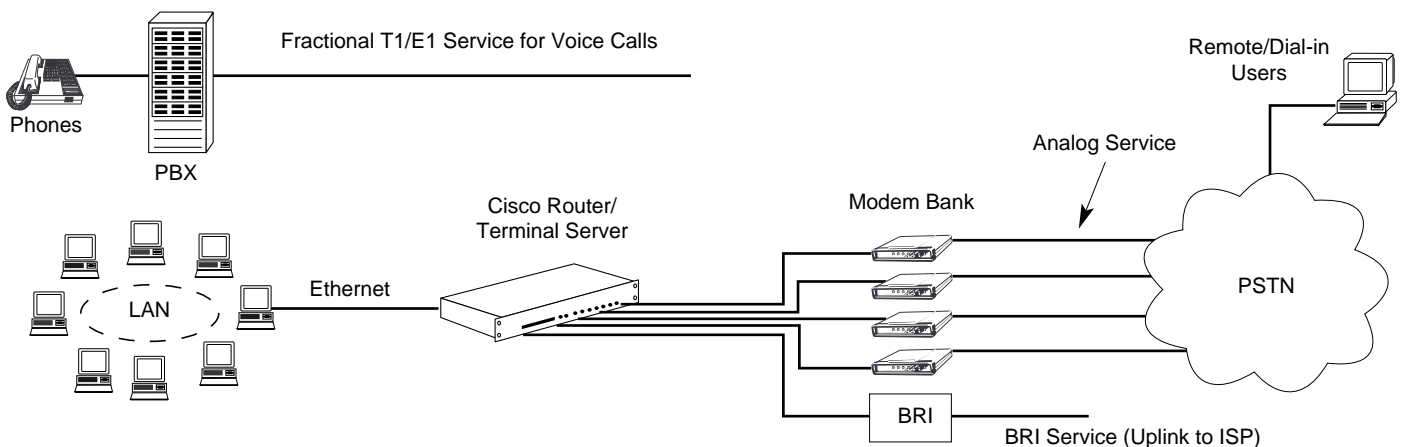 Fractional T1/E1 Service for Voice Calls
Remote/Dial-in
Users
Phones
PBX
Analog Service
Cisco Router/
Terminal Server
Modem Bank
LAN
Ethernet
PSTN
BRI
BRI Service (Uplink to ISP)